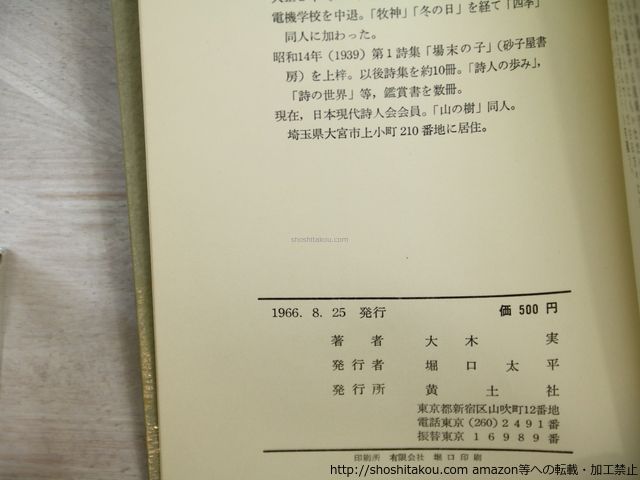 電機学校を中退。「牧神」「冬の日」を経て「四季」
同人に加わった。
昭和14年（1939）第1詩集「場末の子」（砂子屋書
房）を上梓。以後詩集を約10冊。「詩人の歩み」，
「詩の世界」等，鑑賞書を数冊。
現在，日本現代詩人会会員。「山の樹」同人。
埼玉県大宮市上小町210番地に居住。
shoshitakou.com
1966. 8. 25 発行 価 500 円
著者 大木 実
発行者 堀口太平
発行所 黄土社
東京都新宿区山吹町12番地
電話東京(260)2491番
振替東京 16989番
印刷所 有限会社 堀口印刷
http://shoshitakou.com amazon等への転載・加工禁止